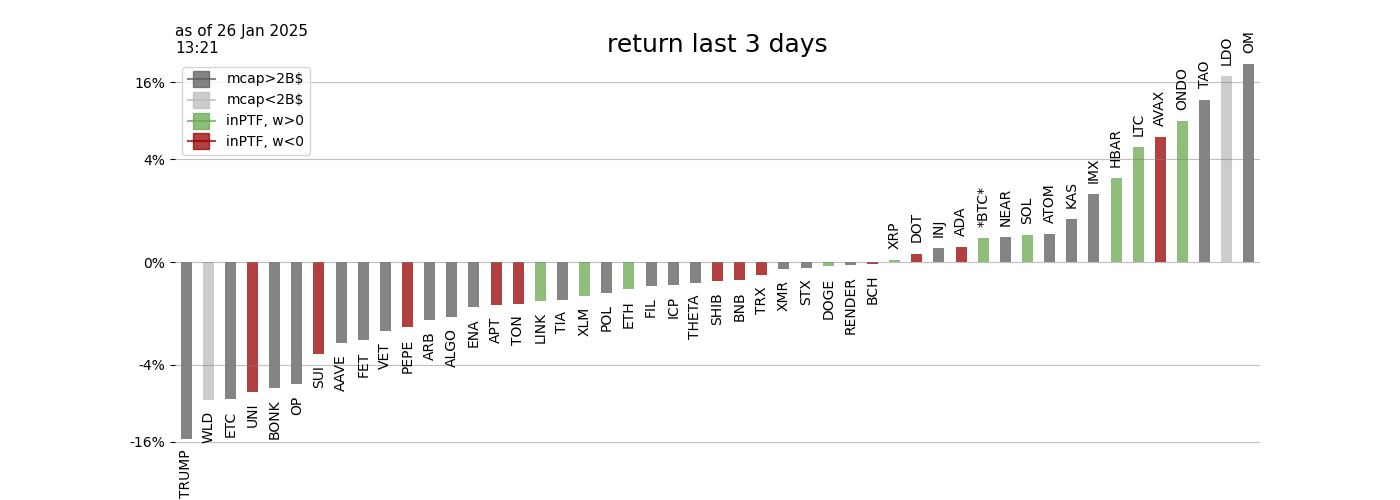 as of 26 Jan 2025
13:21
return last 3 days
mcap>2B$
mcap<2B$
inPTF, w>0
inPTF, w<0
16%
4%
0%
-4%
-16%
TRUMP
WLD
ETC
UNI
BONK
OP
SUI
AAVE
FET
VET
PEPE
ARB
ALGO
ENA
APT
TON
LINK
TIA
XLM
POL
ETH
FIL
ICP
THETA
SHIB
BNB
TRX
XMR
STX
DOGE
RENDER
BCH
XRP
DOT
INJ
ADA
*BTC*
NEAR
SOL
ATOM
KAS
IMX
HBAR
LTC
AVAX
ONDO
TAO
LDO
OM